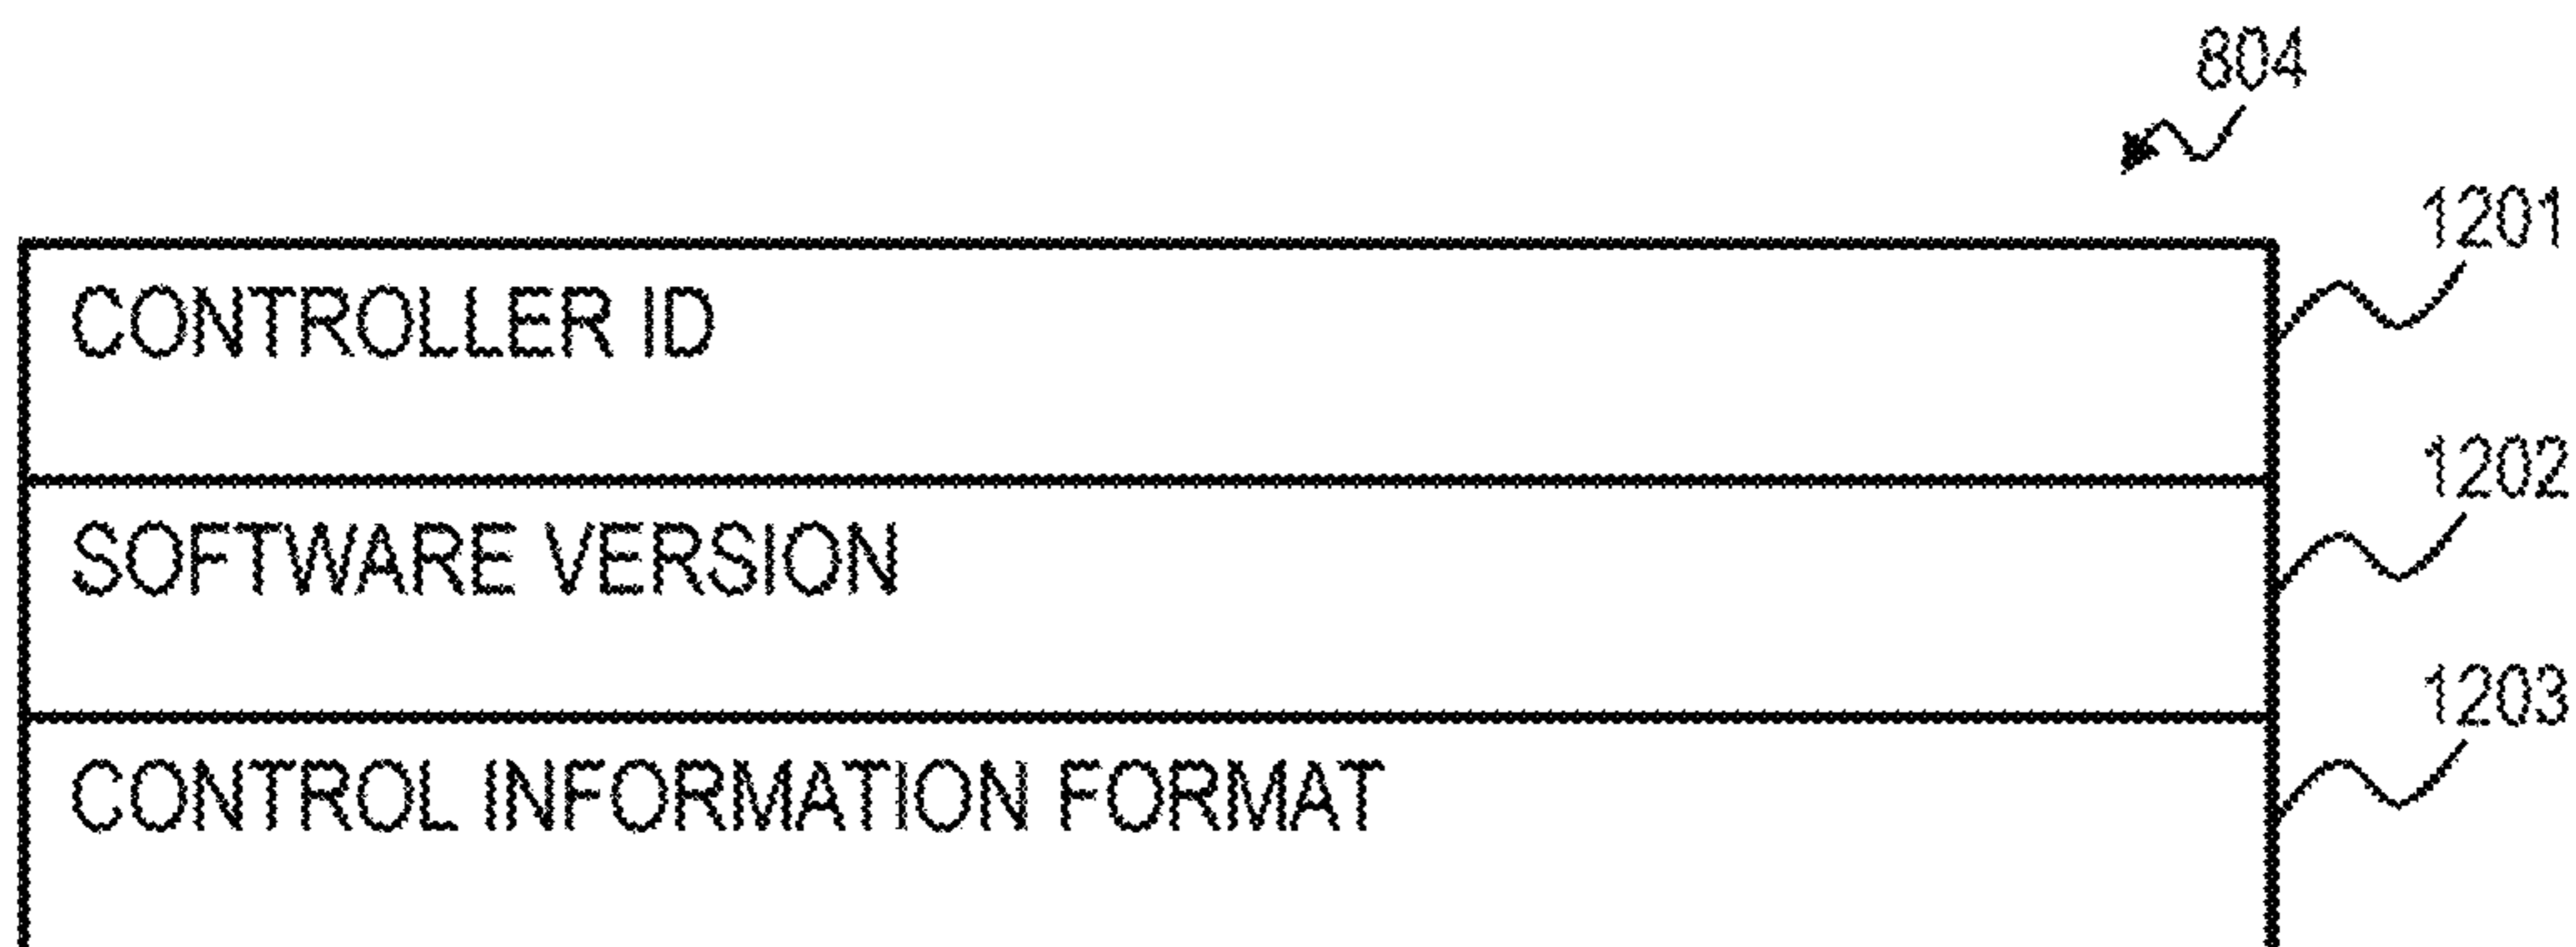 804
1201
CONTROLLER ID
1202
SOFTWARE VERSION
1203
CONTROL INFORMATION FORMAT